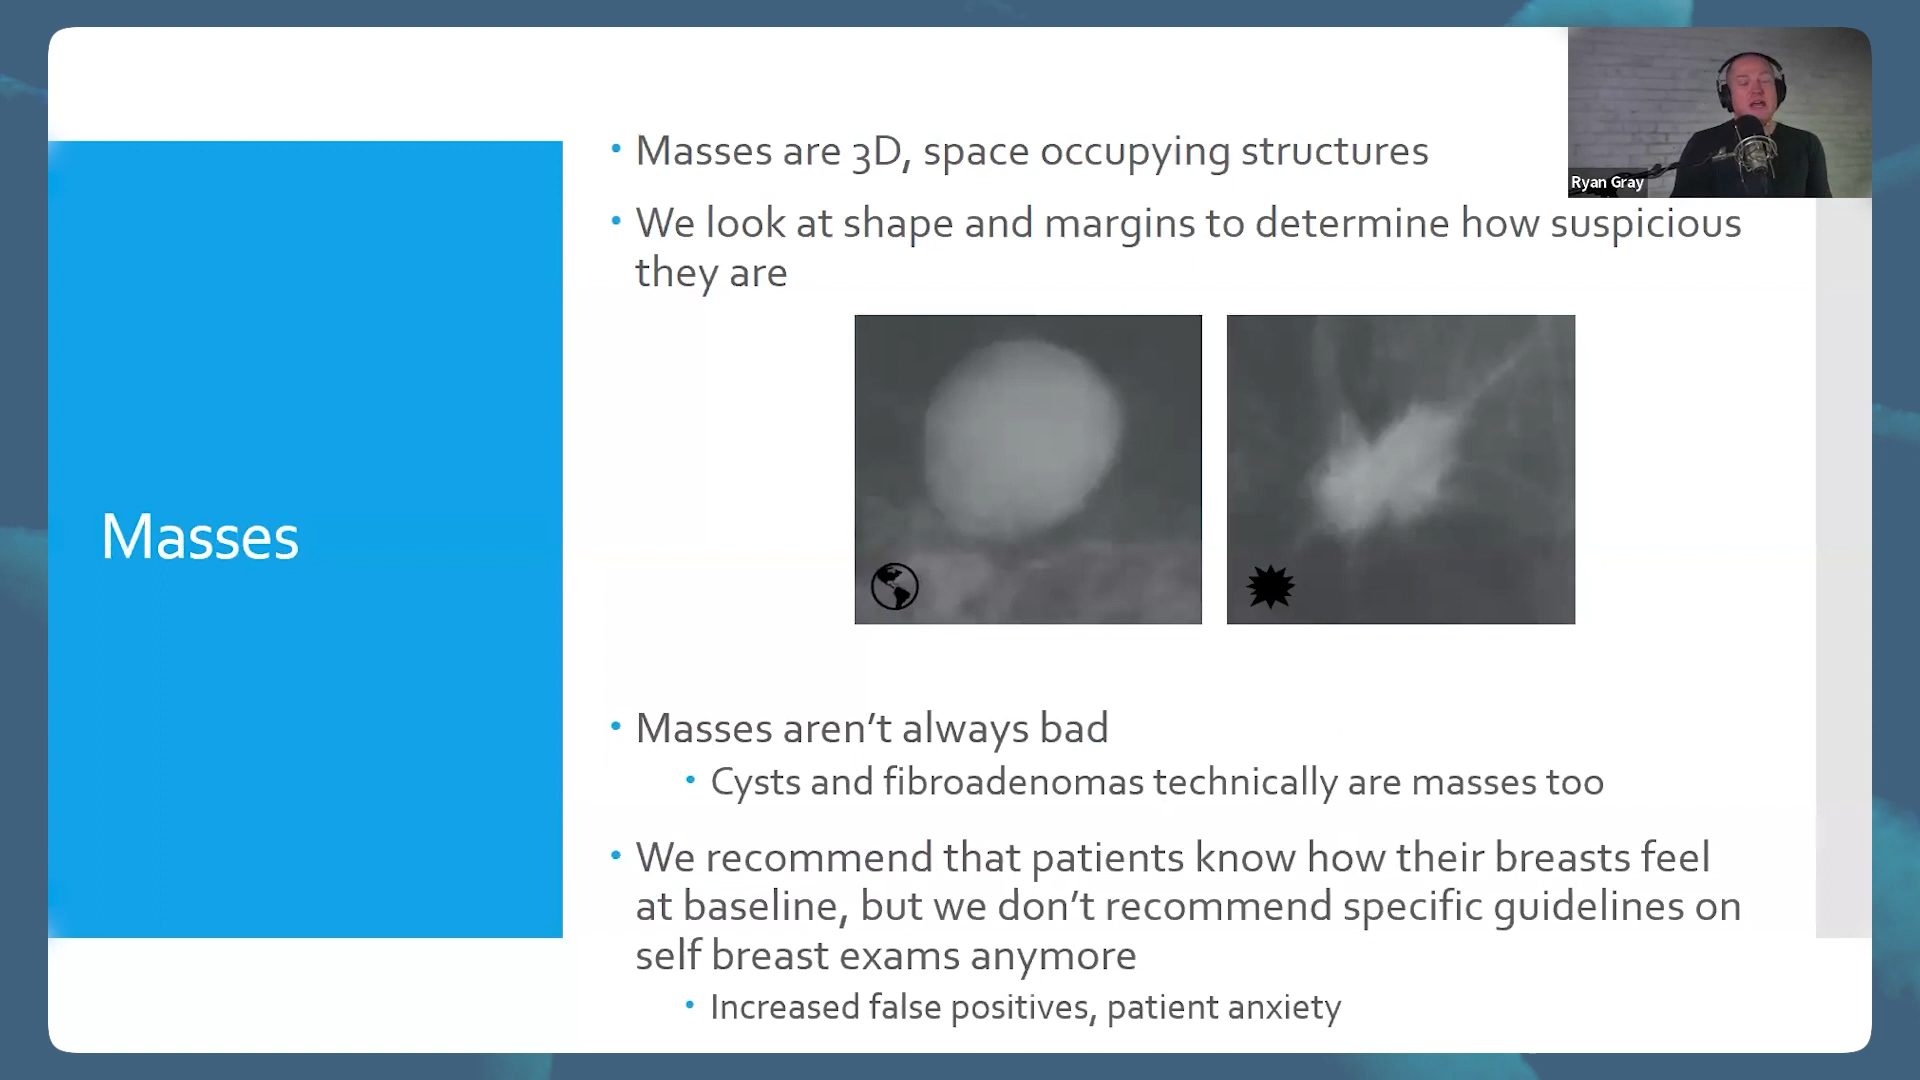 Masses are 3D, space occupying structures
We look at shape and margins to determine how suspicious
they are
Masses
Masses aren’t always bad
Cysts and fibroadenomas technically are masses too
We recommend that patients know how their breasts feel
at baseline, but we don’t recommend specific guidelines on
self breast exams anymore
Increased false positives, patient anxiety
Ryan Gray